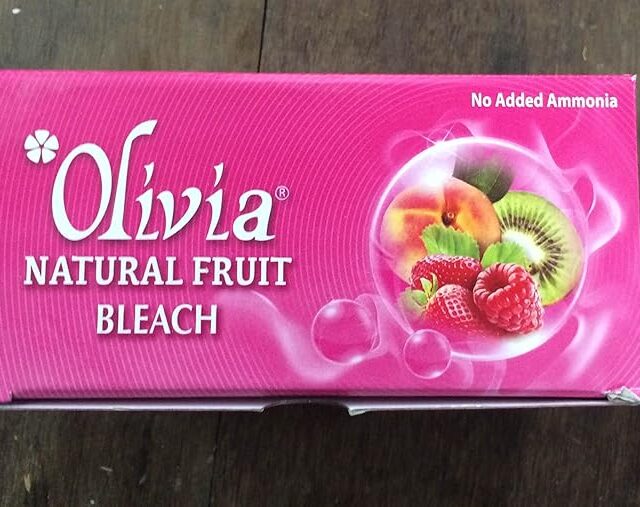 No Added Ammonia
Olivia®
NATURAL FRUIT
BLEACH